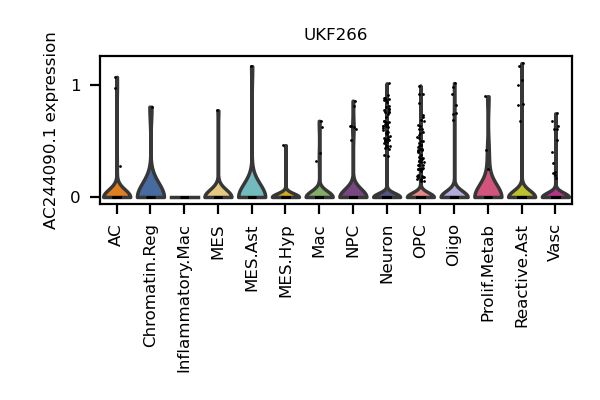 UKF266
AC244090.1 expression
1
0
AC
Chromatin.Reg
Inflammatory.Mac
MES
MES.Ast
MES.Hyp
Mac
NPC
Neuron
OPC
Oligo
Prolif.Metab
Reactive.Ast
Vasc